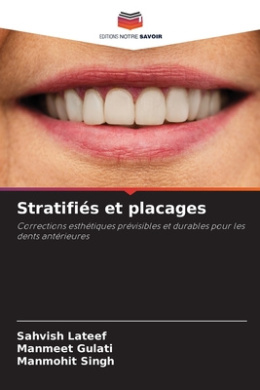 EDITIONS NOTRE SAVOIR
Stratifiés et placages
Corrections esthétiques prévisibles et durables pour les
dents antérieures
Sahvish Lateef
Manmeet Gulati
Manmohit Singh